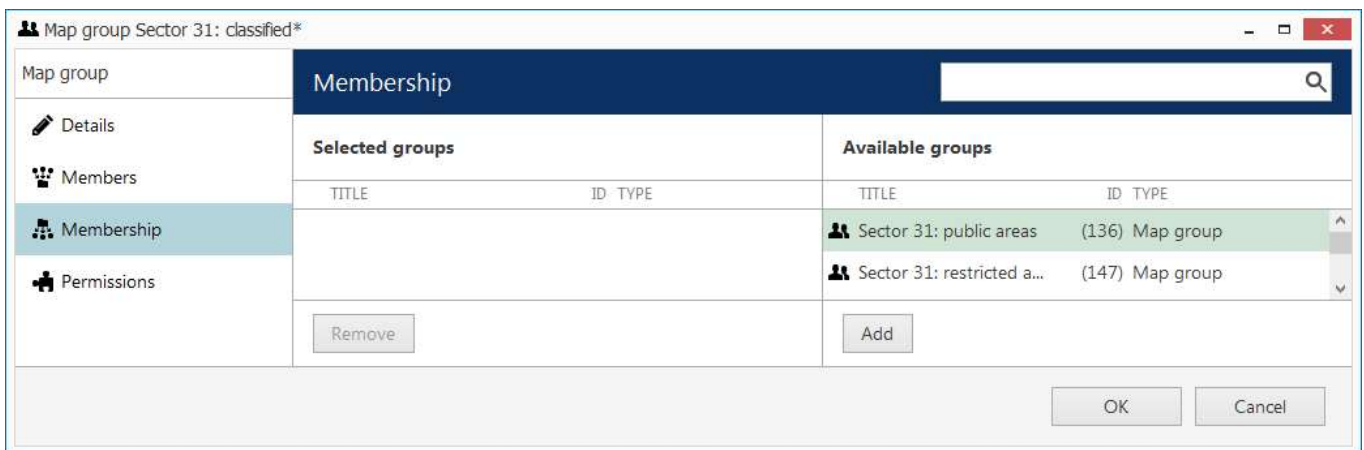 Map group Sector 31: classified*
Map group
Membership
Details
Members
Membership
Permissions
Selected groups
TITLE ID TYPE
Remove
Available groups
TITLE ID TYPE
Sector 31: public areas (136) Map group
Sector 31: restricted a... (147) Map group
Add
OK Cancel